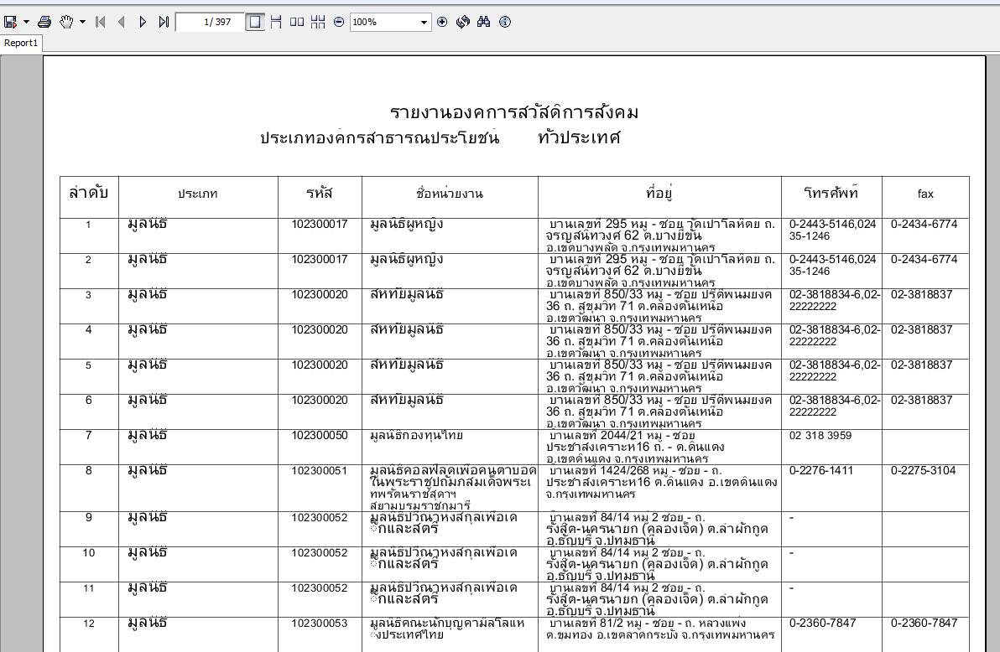 1/ 397
100%
Report1
รายงานองค์การสวัสดิการสังคม
ประเภทองค์กรสาธารณประโยชน์ ทั่วประเทศ
ลำดับ ประเภท รหัส ชื่อหน่วยงาน ที่อยู่ โทรศัพท์ fax
1 มูลนิธิ 102300017 มูลนิธิผู้หญิง บ้านเลขที่ 295 หมู่ - ซอย วัดเปาโลหิตย์ ถ. 0-2443-5146,024 0-2434-6774
จรัญสนิทวงศ์ 62 ต.บางยี่ขัน 35-1246
อ.เขตบางพลัด จ.กรุงเทพมหานคร
2 มูลนิธิ 102300017 มูลนิธิผู้หญิง บ้านเลขที่ 295 หมู่ - ซอย วัดเปาโลหิตย์ ถ. 0-2443-5146,024 0-2434-6774
จรัญสนิทวงศ์ 62 ต.บางยี่ขัน 35-1246
อ.เขตบางพลัด จ.กรุงเทพมหานคร
3 มูลนิธิ 102300020 สหทัยมูลนิธิ บ้านเลขที่ 850/33 หมู่ - ซอย ปรีดีพนมยงค์ 02-3818834-6,02- 02-3818837
36 ถ. สุขุมวิท 71 ต.คลองตันเหนือ 22222222
อ.เขตวัฒนา จ.กรุงเทพมหานคร
4 มูลนิธิ 102300020 สหทัยมูลนิธิ บ้านเลขที่ 850/33 หมู่ - ซอย ปรีดีพนมยงค์ 02-3818834-6,02- 02-3818837
36 ถ. สุขุมวิท 71 ต.คลองตันเหนือ 22222222
อ.เขตวัฒนา จ.กรุงเทพมหานคร
5 มูลนิธิ 102300020 สหทัยมูลนิธิ บ้านเลขที่ 850/33 หมู่ - ซอย ปรีดีพนมยงค์ 02-3818834-6,02- 02-3818837
36 ถ. สุขุมวิท 71 ต.คลองตันเหนือ 22222222
อ.เขตวัฒนา จ.กรุงเทพมหานคร
6 มูลนิธิ 102300020 สหทัยมูลนิธิ บ้านเลขที่ 850/33 หมู่ - ซอย ปรีดีพนมยงค์ 02-3818834-6,02- 02-3818837
36 ถ. สุขุมวิท 71 ต.คลองตันเหนือ 22222222
อ.เขตวัฒนา จ.กรุงเทพมหานคร
7 มูลนิธิ 102300050 มูลนิธิกองทุนไทย บ้านเลขที่ 2044/21 หมู่ - ซอย 02 318 3959
ประชาสงเคราะห์16 ถ. - ต.ดินแดง
อ.เขตดินแดง จ.กรุงเทพมหานคร
8 มูลนิธิ 102300051 มูลนิธิคอลฟิลด์เพื่อคนตาบอด บ้านเลขที่ 1424/268 หมู่ - ซอย - ถ. 0-2276-1411 0-2275-3104
ในพระราชูปถัมภ์สมเด็จพระเ ประชาสงเคราะห์16 ต.ดินแดง อ.เขตดินแดง
ทพรัตนราชสุดาฯ จ.กรุงเทพมหานคร
สยามบรมราชกุมารี
9 มูลนิธิ 102300052 มูลนิธิปวีณาหงสกุลเพื่อเด บ้านเลขที่ 84/14 หมู่ 2 ซอย - ถ. -
็กและสตรี รังสิต-นครนายก (คลองเจ็ด) ต.ลำผักกูด
อ.ธัญบุรี จ.ปทุมธานี
10 มูลนิธิ 102300052 มูลนิธิปวีณาหงสกุลเพื่อเด บ้านเลขที่ 84/14 หมู่ 2 ซอย - ถ. -
็กและสตรี รังสิต-นครนายก (คลองเจ็ด) ต.ลำผักกูด
อ.ธัญบุรี จ.ปทุมธานี
11 มูลนิธิ 102300052 มูลนิธิปวีณาหงสกุลเพื่อเด บ้านเลขที่ 84/14 หมู่ 2 ซอย - ถ. -
็กและสตรี รังสิต-นครนายก (คลองเจ็ด) ต.ลำผักกูด
อ.ธัญบุรี จ.ปทุมธานี
12 มูลนิธิ 102300053 มูลนิธิคณะนักบุญคามิลโลแห บ้านเลขที่ 81/2 หมู่ - ซอย - ถ. หลวงแพ่ง 0-2360-7847 0-2360-7847
่งประเทศไทย ต.ขุมทอง อ.เขตลาดกระบัง จ.กรุงเทพมหานคร